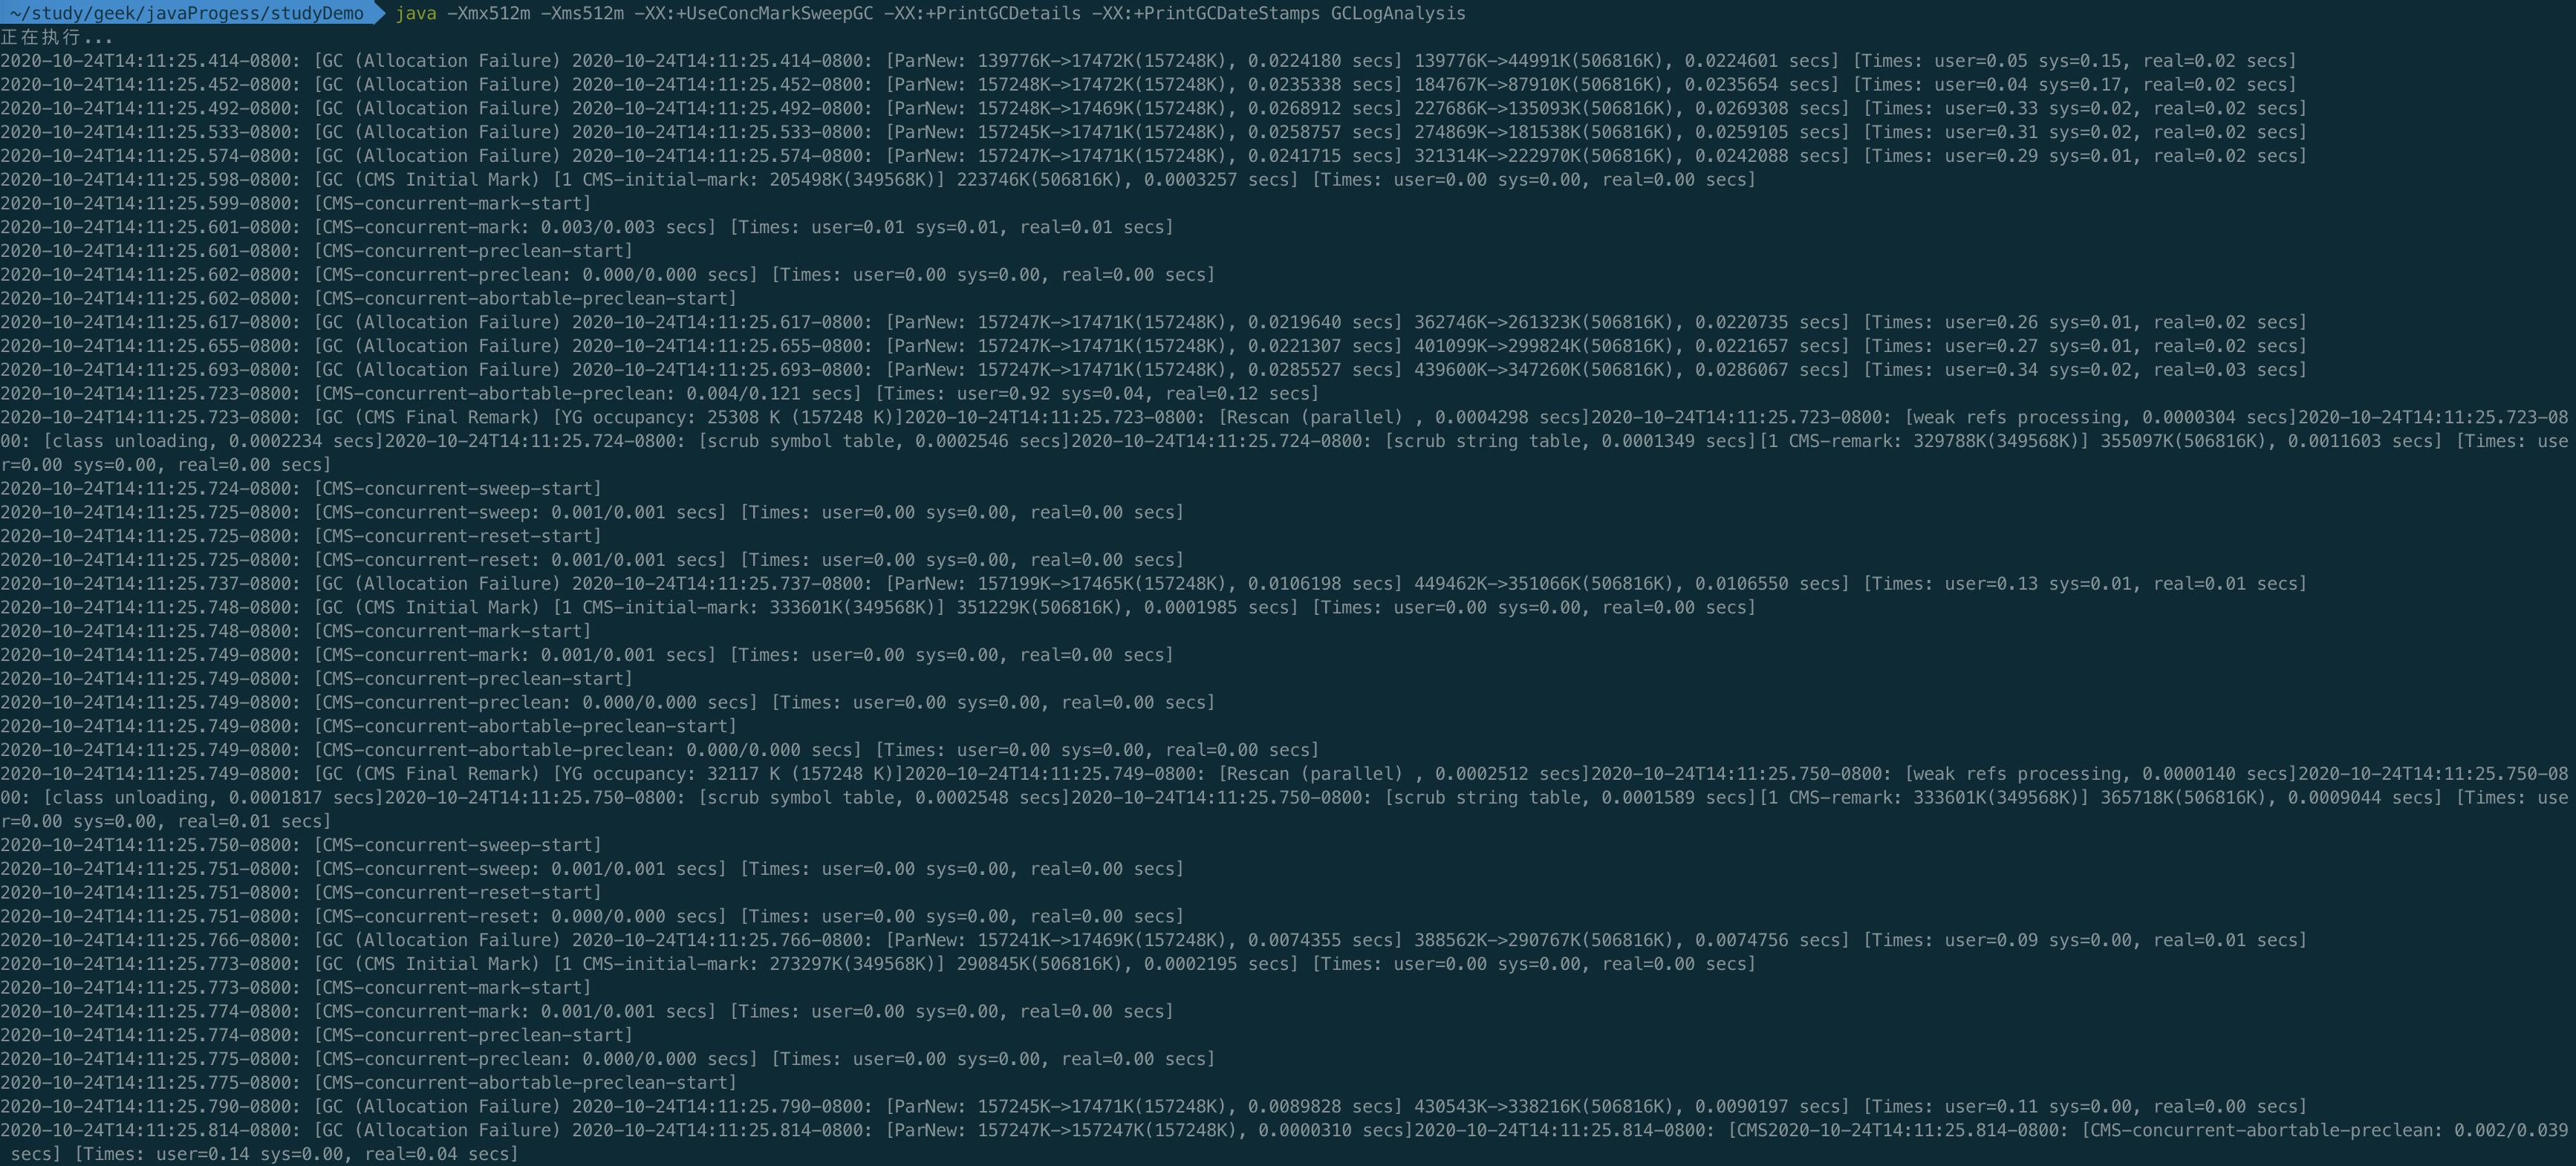 ~/study/geek/javaProgess/studyDemo java -Xmx512m -Xms512m -XX:+UseConcMarkSweepGC -XX:+PrintGCDetails -XX:+PrintGCDateStamps GCLogAnalysis
正在执行...
2020-10-24T14:11:25.414-0800: [GC (Allocation Failure) 2020-10-24T14:11:25.414-0800: [ParNew: 139776K->17472K(157248K), 0.0224180 secs] 139776K->44991K(506816K), 0.0224601 secs] [Times: user=0.05 sys=0.15, real=0.02 secs]
2020-10-24T14:11:25.452-0800: [GC (Allocation Failure) 2020-10-24T14:11:25.452-0800: [ParNew: 157248K->17472K(157248K), 0.0235338 secs] 184767K->87910K(506816K), 0.0235654 secs] [Times: user=0.04 sys=0.17, real=0.02 secs]
2020-10-24T14:11:25.492-0800: [GC (Allocation Failure) 2020-10-24T14:11:25.492-0800: [ParNew: 157248K->17469K(157248K), 0.0268912 secs] 227686K->135093K(506816K), 0.0269308 secs] [Times: user=0.33 sys=0.02, real=0.02 secs]
2020-10-24T14:11:25.533-0800: [GC (Allocation Failure) 2020-10-24T14:11:25.533-0800: [ParNew: 157245K->17471K(157248K), 0.0258757 secs] 274869K->181538K(506816K), 0.0259105 secs] [Times: user=0.31 sys=0.02, real=0.02 secs]
2020-10-24T14:11:25.574-0800: [GC (Allocation Failure) 2020-10-24T14:11:25.574-0800: [ParNew: 157247K->17471K(157248K), 0.0241715 secs] 321314K->222970K(506816K), 0.0242088 secs] [Times: user=0.29 sys=0.01, real=0.02 secs]
2020-10-24T14:11:25.598-0800: [GC (CMS Initial Mark) [1 CMS-initial-mark: 205498K(349568K)] 223746K(506816K), 0.0003257 secs] [Times: user=0.00 sys=0.00, real=0.00 secs]
2020-10-24T14:11:25.599-0800: [CMS-concurrent-mark-start]
2020-10-24T14:11:25.601-0800: [CMS-concurrent-mark: 0.003/0.003 secs] [Times: user=0.01 sys=0.01, real=0.01 secs]
2020-10-24T14:11:25.601-0800: [CMS-concurrent-preclean-start]
2020-10-24T14:11:25.602-0800: [CMS-concurrent-preclean: 0.000/0.000 secs] [Times: user=0.00 sys=0.00, real=0.00 secs]
2020-10-24T14:11:25.602-0800: [CMS-concurrent-abortable-preclean-start]
2020-10-24T14:11:25.617-0800: [GC (Allocation Failure) 2020-10-24T14:11:25.617-0800: [ParNew: 157247K->17471K(157248K), 0.0219640 secs] 362746K->261323K(506816K), 0.0220735 secs] [Times: user=0.26 sys=0.01, real=0.02 secs]
2020-10-24T14:11:25.655-0800: [GC (Allocation Failure) 2020-10-24T14:11:25.655-0800: [ParNew: 157247K->17471K(157248K), 0.0221307 secs] 401099K->299824K(506816K), 0.0221657 secs] [Times: user=0.27 sys=0.01, real=0.02 secs]
2020-10-24T14:11:25.693-0800: [GC (Allocation Failure) 2020-10-24T14:11:25.693-0800: [ParNew: 157247K->17471K(157248K), 0.0285527 secs] 439600K->347260K(506816K), 0.0286067 secs] [Times: user=0.34 sys=0.02, real=0.03 secs]
2020-10-24T14:11:25.723-0800: [CMS-concurrent-abortable-preclean: 0.004/0.121 secs] [Times: user=0.92 sys=0.04, real=0.12 secs]
2020-10-24T14:11:25.723-0800: [GC (CMS Final Remark) [YG occupancy: 25308 K (157248 K)]2020-10-24T14:11:25.723-0800: [Rescan (parallel) , 0.0004298 secs]2020-10-24T14:11:25.723-0800: [weak refs processing, 0.0000304 secs]2020-10-24T14:11:25.723-08
00: [class unloading, 0.0002234 secs]2020-10-24T14:11:25.724-0800: [scrub symbol table, 0.0002546 secs]2020-10-24T14:11:25.724-0800: [scrub string table, 0.0001349 secs][1 CMS-remark: 329788K(349568K)] 355097K(506816K), 0.0011603 secs] [Times: use
r=0.00 sys=0.00, real=0.00 secs]
2020-10-24T14:11:25.724-0800: [CMS-concurrent-sweep-start]
2020-10-24T14:11:25.725-0800: [CMS-concurrent-sweep: 0.001/0.001 secs] [Times: user=0.00 sys=0.00, real=0.00 secs]
2020-10-24T14:11:25.725-0800: [CMS-concurrent-reset-start]
2020-10-24T14:11:25.725-0800: [CMS-concurrent-reset: 0.001/0.001 secs] [Times: user=0.00 sys=0.00, real=0.00 secs]
2020-10-24T14:11:25.737-0800: [GC (Allocation Failure) 2020-10-24T14:11:25.737-0800: [ParNew: 157199K->17465K(157248K), 0.0106198 secs] 449462K->351066K(506816K), 0.0106550 secs] [Times: user=0.13 sys=0.01, real=0.01 secs]
2020-10-24T14:11:25.748-0800: [GC (CMS Initial Mark) [1 CMS-initial-mark: 333601K(349568K)] 351229K(506816K), 0.0001985 secs] [Times: user=0.00 sys=0.00, real=0.00 secs]
2020-10-24T14:11:25.748-0800: [CMS-concurrent-mark-start]
2020-10-24T14:11:25.749-0800: [CMS-concurrent-mark: 0.001/0.001 secs] [Times: user=0.00 sys=0.00, real=0.00 secs]
2020-10-24T14:11:25.749-0800: [CMS-concurrent-preclean-start]
2020-10-24T14:11:25.749-0800: [CMS-concurrent-preclean: 0.000/0.000 secs] [Times: user=0.00 sys=0.00, real=0.00 secs]
2020-10-24T14:11:25.749-0800: [CMS-concurrent-abortable-preclean-start]
2020-10-24T14:11:25.749-0800: [CMS-concurrent-abortable-preclean: 0.000/0.000 secs] [Times: user=0.00 sys=0.00, real=0.00 secs]
2020-10-24T14:11:25.749-0800: [GC (CMS Final Remark) [YG occupancy: 32117 K (157248 K)]2020-10-24T14:11:25.749-0800: [Rescan (parallel) , 0.0002512 secs]2020-10-24T14:11:25.750-0800: [weak refs processing, 0.0000140 secs]2020-10-24T14:11:25.750-08
00: [class unloading, 0.0001817 secs]2020-10-24T14:11:25.750-0800: [scrub symbol table, 0.0002548 secs]2020-10-24T14:11:25.750-0800: [scrub string table, 0.0001589 secs][1 CMS-remark: 333601K(349568K)] 365718K(506816K), 0.0009044 secs] [Times: use
r=0.00 sys=0.00, real=0.01 secs]
2020-10-24T14:11:25.750-0800: [CMS-concurrent-sweep-start]
2020-10-24T14:11:25.751-0800: [CMS-concurrent-sweep: 0.001/0.001 secs] [Times: user=0.00 sys=0.00, real=0.00 secs]
2020-10-24T14:11:25.751-0800: [CMS-concurrent-reset-start]
2020-10-24T14:11:25.751-0800: [CMS-concurrent-reset: 0.000/0.000 secs] [Times: user=0.00 sys=0.00, real=0.00 secs]
2020-10-24T14:11:25.766-0800: [GC (Allocation Failure) 2020-10-24T14:11:25.766-0800: [ParNew: 157241K->17469K(157248K), 0.0074355 secs] 388562K->290767K(506816K), 0.0074756 secs] [Times: user=0.09 sys=0.00, real=0.01 secs]
2020-10-24T14:11:25.773-0800: [GC (CMS Initial Mark) [1 CMS-initial-mark: 273297K(349568K)] 290845K(506816K), 0.0002195 secs] [Times: user=0.00 sys=0.00, real=0.00 secs]
2020-10-24T14:11:25.773-0800: [CMS-concurrent-mark-start]
2020-10-24T14:11:25.774-0800: [CMS-concurrent-mark: 0.001/0.001 secs] [Times: user=0.00 sys=0.00, real=0.00 secs]
2020-10-24T14:11:25.774-0800: [CMS-concurrent-preclean-start]
2020-10-24T14:11:25.775-0800: [CMS-concurrent-preclean: 0.000/0.000 secs] [Times: user=0.00 sys=0.00, real=0.00 secs]
2020-10-24T14:11:25.775-0800: [CMS-concurrent-abortable-preclean-start]
2020-10-24T14:11:25.790-0800: [GC (Allocation Failure) 2020-10-24T14:11:25.790-0800: [ParNew: 157245K->17471K(157248K), 0.0089828 secs] 430543K->338216K(506816K), 0.0090197 secs] [Times: user=0.11 sys=0.00, real=0.00 secs]
2020-10-24T14:11:25.814-0800: [GC (Allocation Failure) 2020-10-24T14:11:25.814-0800: [ParNew: 157247K->157247K(157248K), 0.0000310 secs]2020-10-24T14:11:25.814-0800: [CMS2020-10-24T14:11:25.814-0800: [CMS-concurrent-abortable-preclean: 0.002/0.039
secs] [Times: user=0.14 sys=0.00, real=0.04 secs]